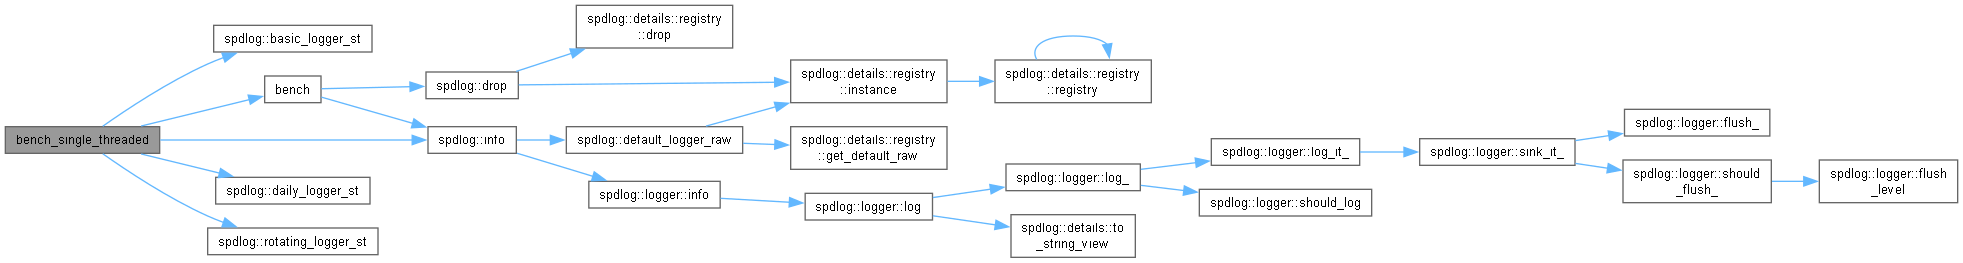 bench_single_threaded
spdlog::basic_logger_st
bench
spdlog::info
spdlog::daily_logger_st
spdlog::rotating_logger_st
spdlog::drop
spdlog::details::registry
::drop
spdlog::default_logger_raw
spdlog::logger::info
spdlog::details::registry
::instance
spdlog::details::registry
::get_default_raw
spdlog::logger::log
spdlog::details::registry
::registry
spdlog::logger::log_
spdlog::details::to
_string_view
spdlog::logger::log_it_
spdlog::logger::should_log
spdlog::logger::sink_it_
spdlog::logger::flush_
spdlog::logger::should
_flush_
spdlog::logger::flush
_level